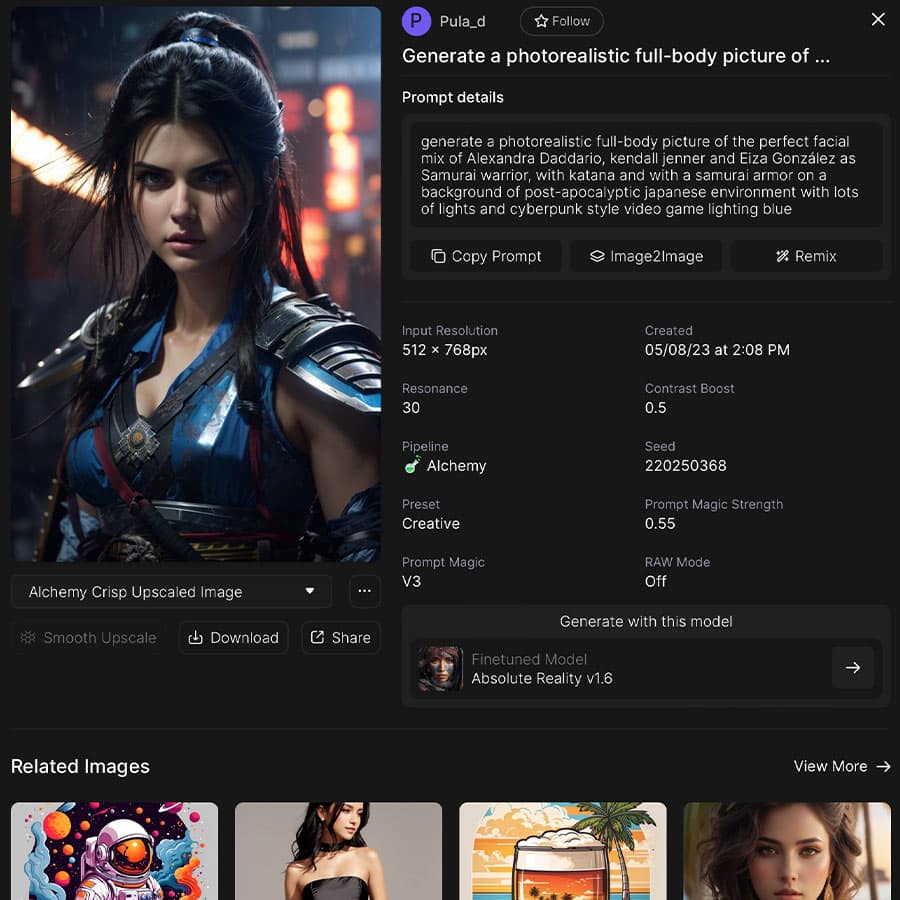 P Pula_d
Follow
Generate a photorealistic full-body picture of ...
Prompt details
generate a photorealistic full-body picture of the perfect facial
mix of Alexandra Daddario, kendall jenner and Eiza González as
Samurai warrior, with katana and with a samurai armor on a
background of post-apocalyptic japanese environment with lots
of lights and cyberpunk style video game lighting blue
Copy Prompt
Image2Image
Remix
Input Resolution
512 × 768px
Created
05/08/23 at 2:08 PM
Resonance
30
Contrast Boost
0.5
Pipeline
Alchemy
Seed
220250368
Preset
Creative
Prompt Magic Strength
0.55
Prompt Magic
V3
RAW Mode
Off
Alchemy Crisp Upscaled Image
Smooth Upscale
Download
Share
Generate with this model
Finetuned Model
Absolute Reality v1.6
Related Images
View More